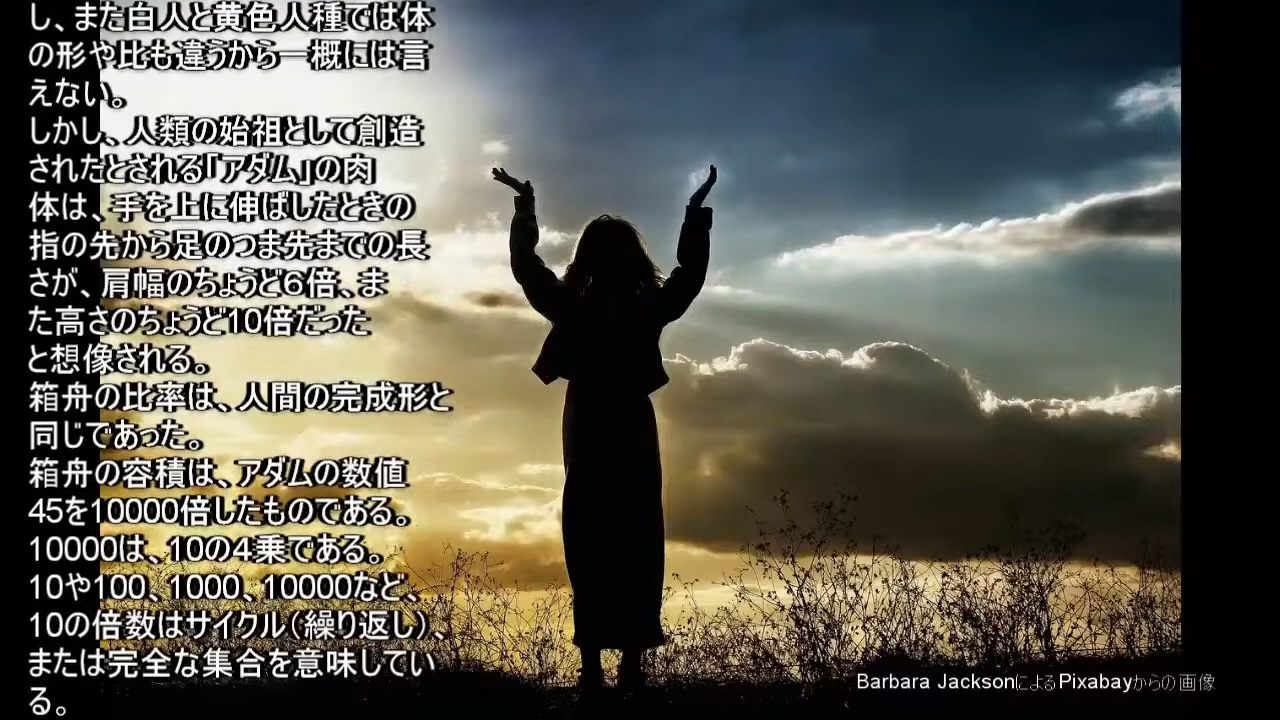 し、また白人と黄色人種では体
の形や比も違うから一概には言
えない。
しかし、人類の始祖として創造
されたとされる「アダム」の肉
体は、手を上に伸ばしたときの
指の先から足のつま先までの長
さが、肩幅のちょうど６倍、ま
た高さのちょうど10倍だった
と想像される。
箱舟の比率は、人間の完成形と
同じであった。
箱舟の容積は、アダムの数値
45を10000倍したものである。
10000は、10の４乗である。
10や100、1000、10000など、
10の倍数はサイクル（繰り返し）、
または完全な集合を意味してい
る。
Barbara JacksonによるPixabayからの画像